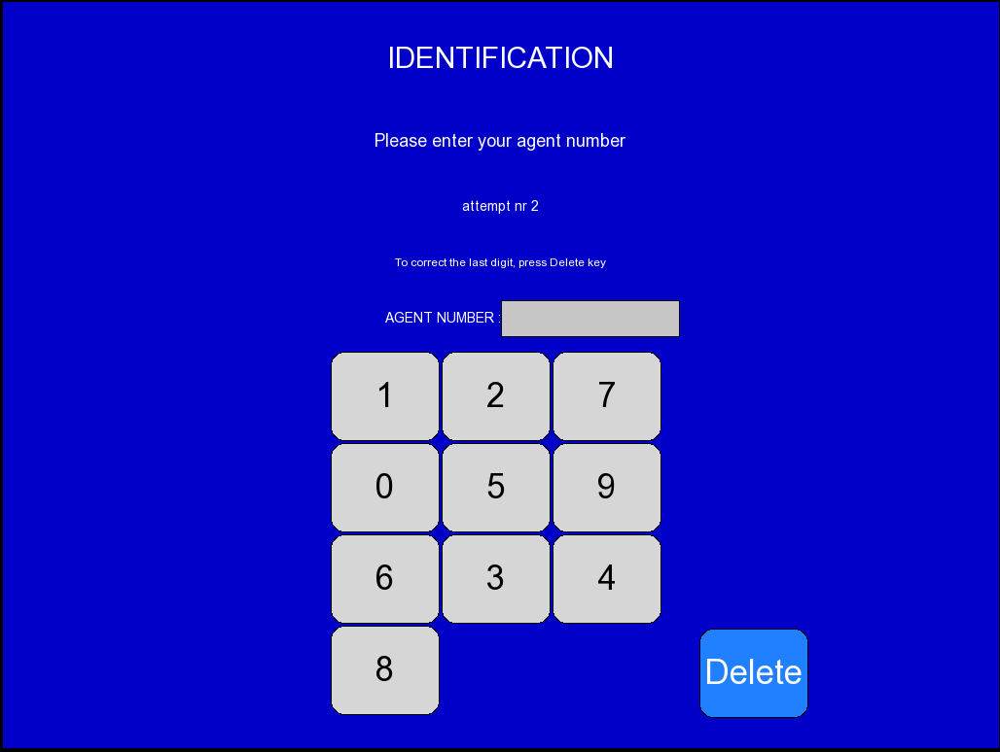 IDENTIFICATION
Please enter your agent number
attempt nr 2
To correct the last digit, press Delete key
AGENT NUMBER :
1 2 7
0 5 9
6 3 4
8
Delete